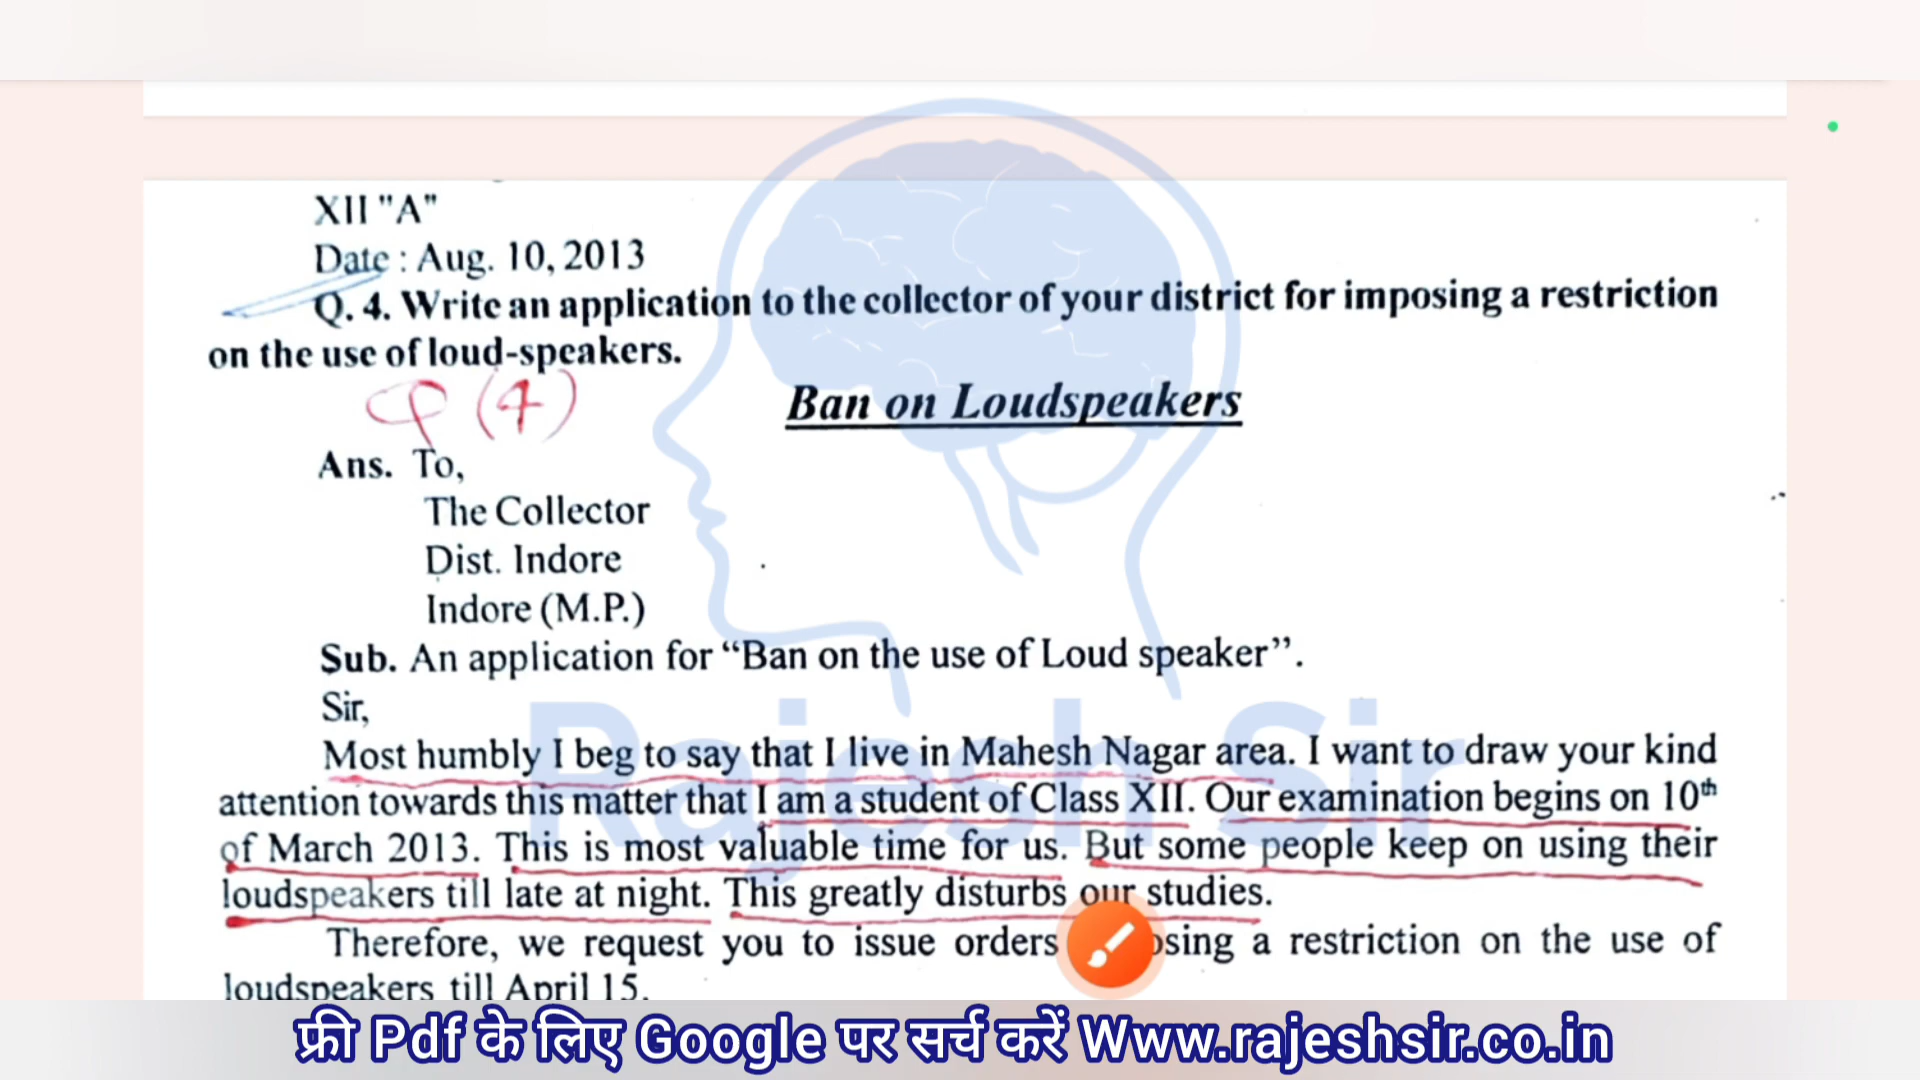 XII "A"
Date : Aug. 10, 2013
Q. 4. Write an application to the collector of your district for imposing a restriction
on the use of loud-speakers.
Q (4)
Ban on Loudspeakers
Ans. To,
The Collector
Dist. Indore
Indore (M.P.)
Sub. An application for “Ban on the use of Loud speaker”.
Sir,
Most humbly I beg to say that I live in Mahesh Nagar area. I want to draw your kind
attention towards this matter that I am a student of Class XII. Our examination begins on 10th
of March 2013. This is most valuable time for us. But some people keep on using their
loudspeakers till late at night. This greatly disturbs our studies.
Therefore, we request you to issue orders a restriction on the use of
loudspeakers till April 15.
Rajesh Sir
फ्री Pdf के लिए Google पर सर्च करें Www.rajeshsir.co.in